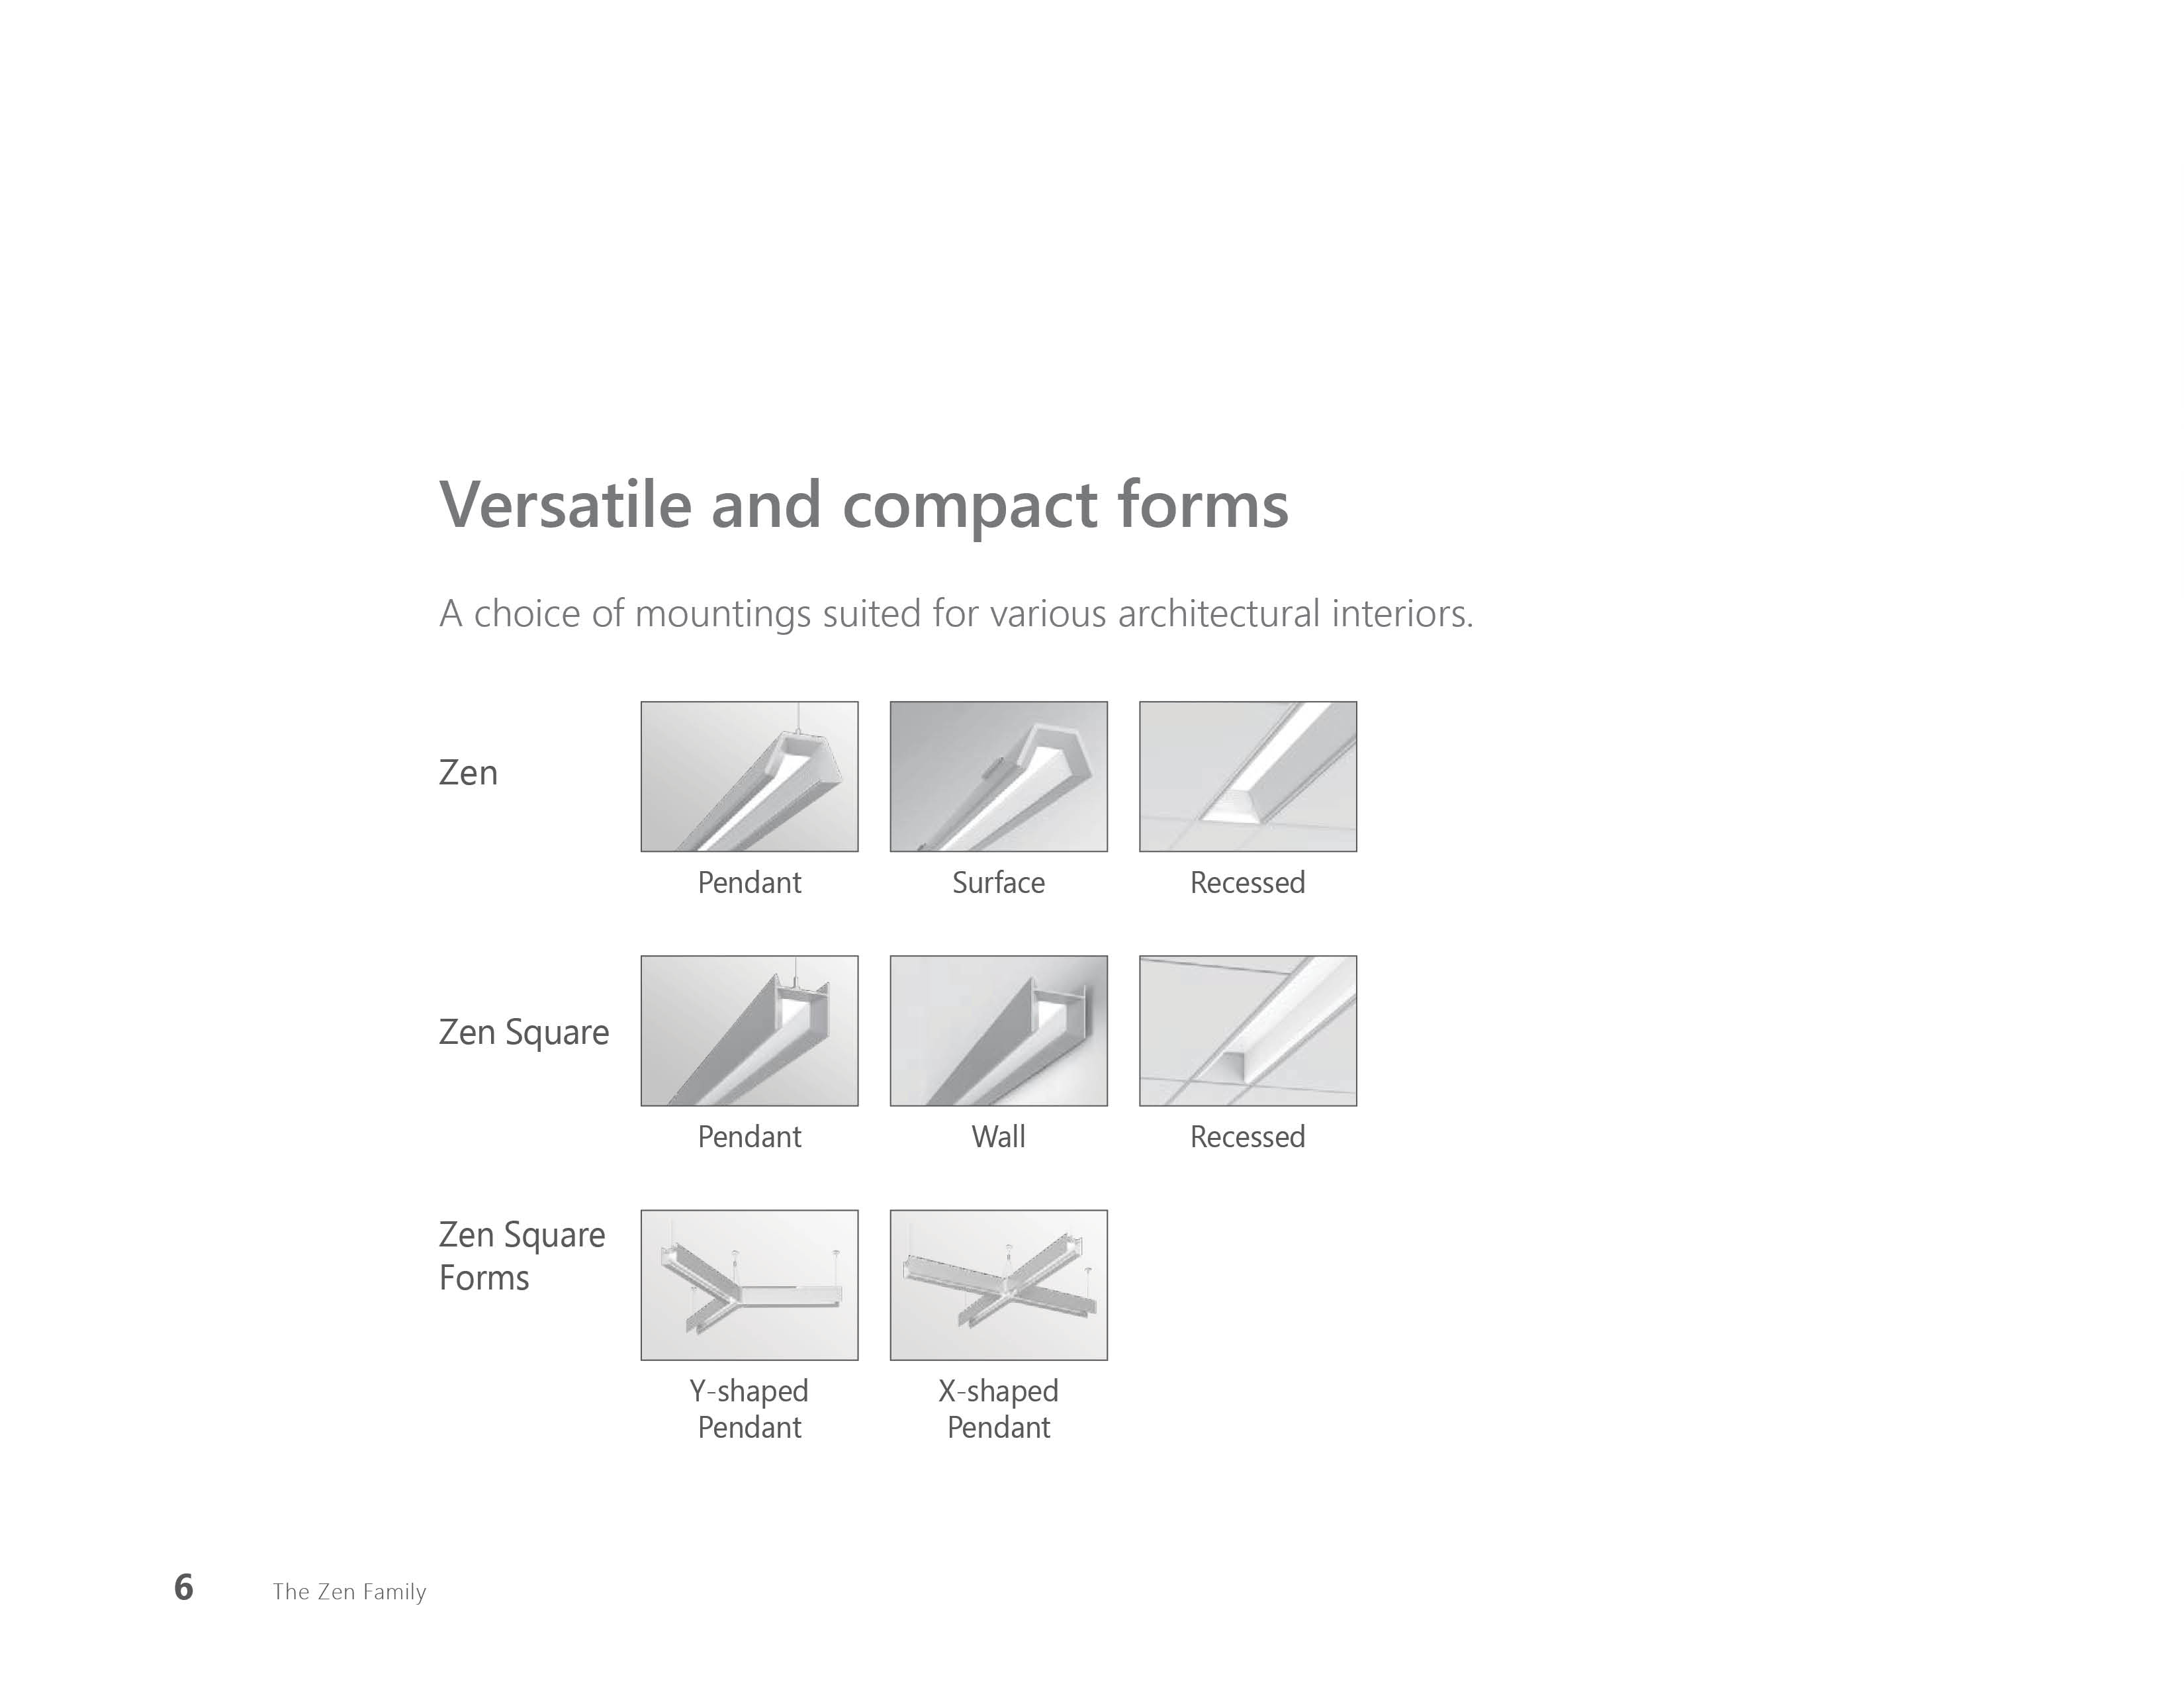 Versatile and compact forms
A choice of mountings suited for various architectural interiors.
Zen
Pendant
Surface
Recessed
Zen Square
Pendant
Wall
Recessed
Zen Square
Forms
Y-shaped
Pendant
X-shaped
Pendant
6
The Zen Family